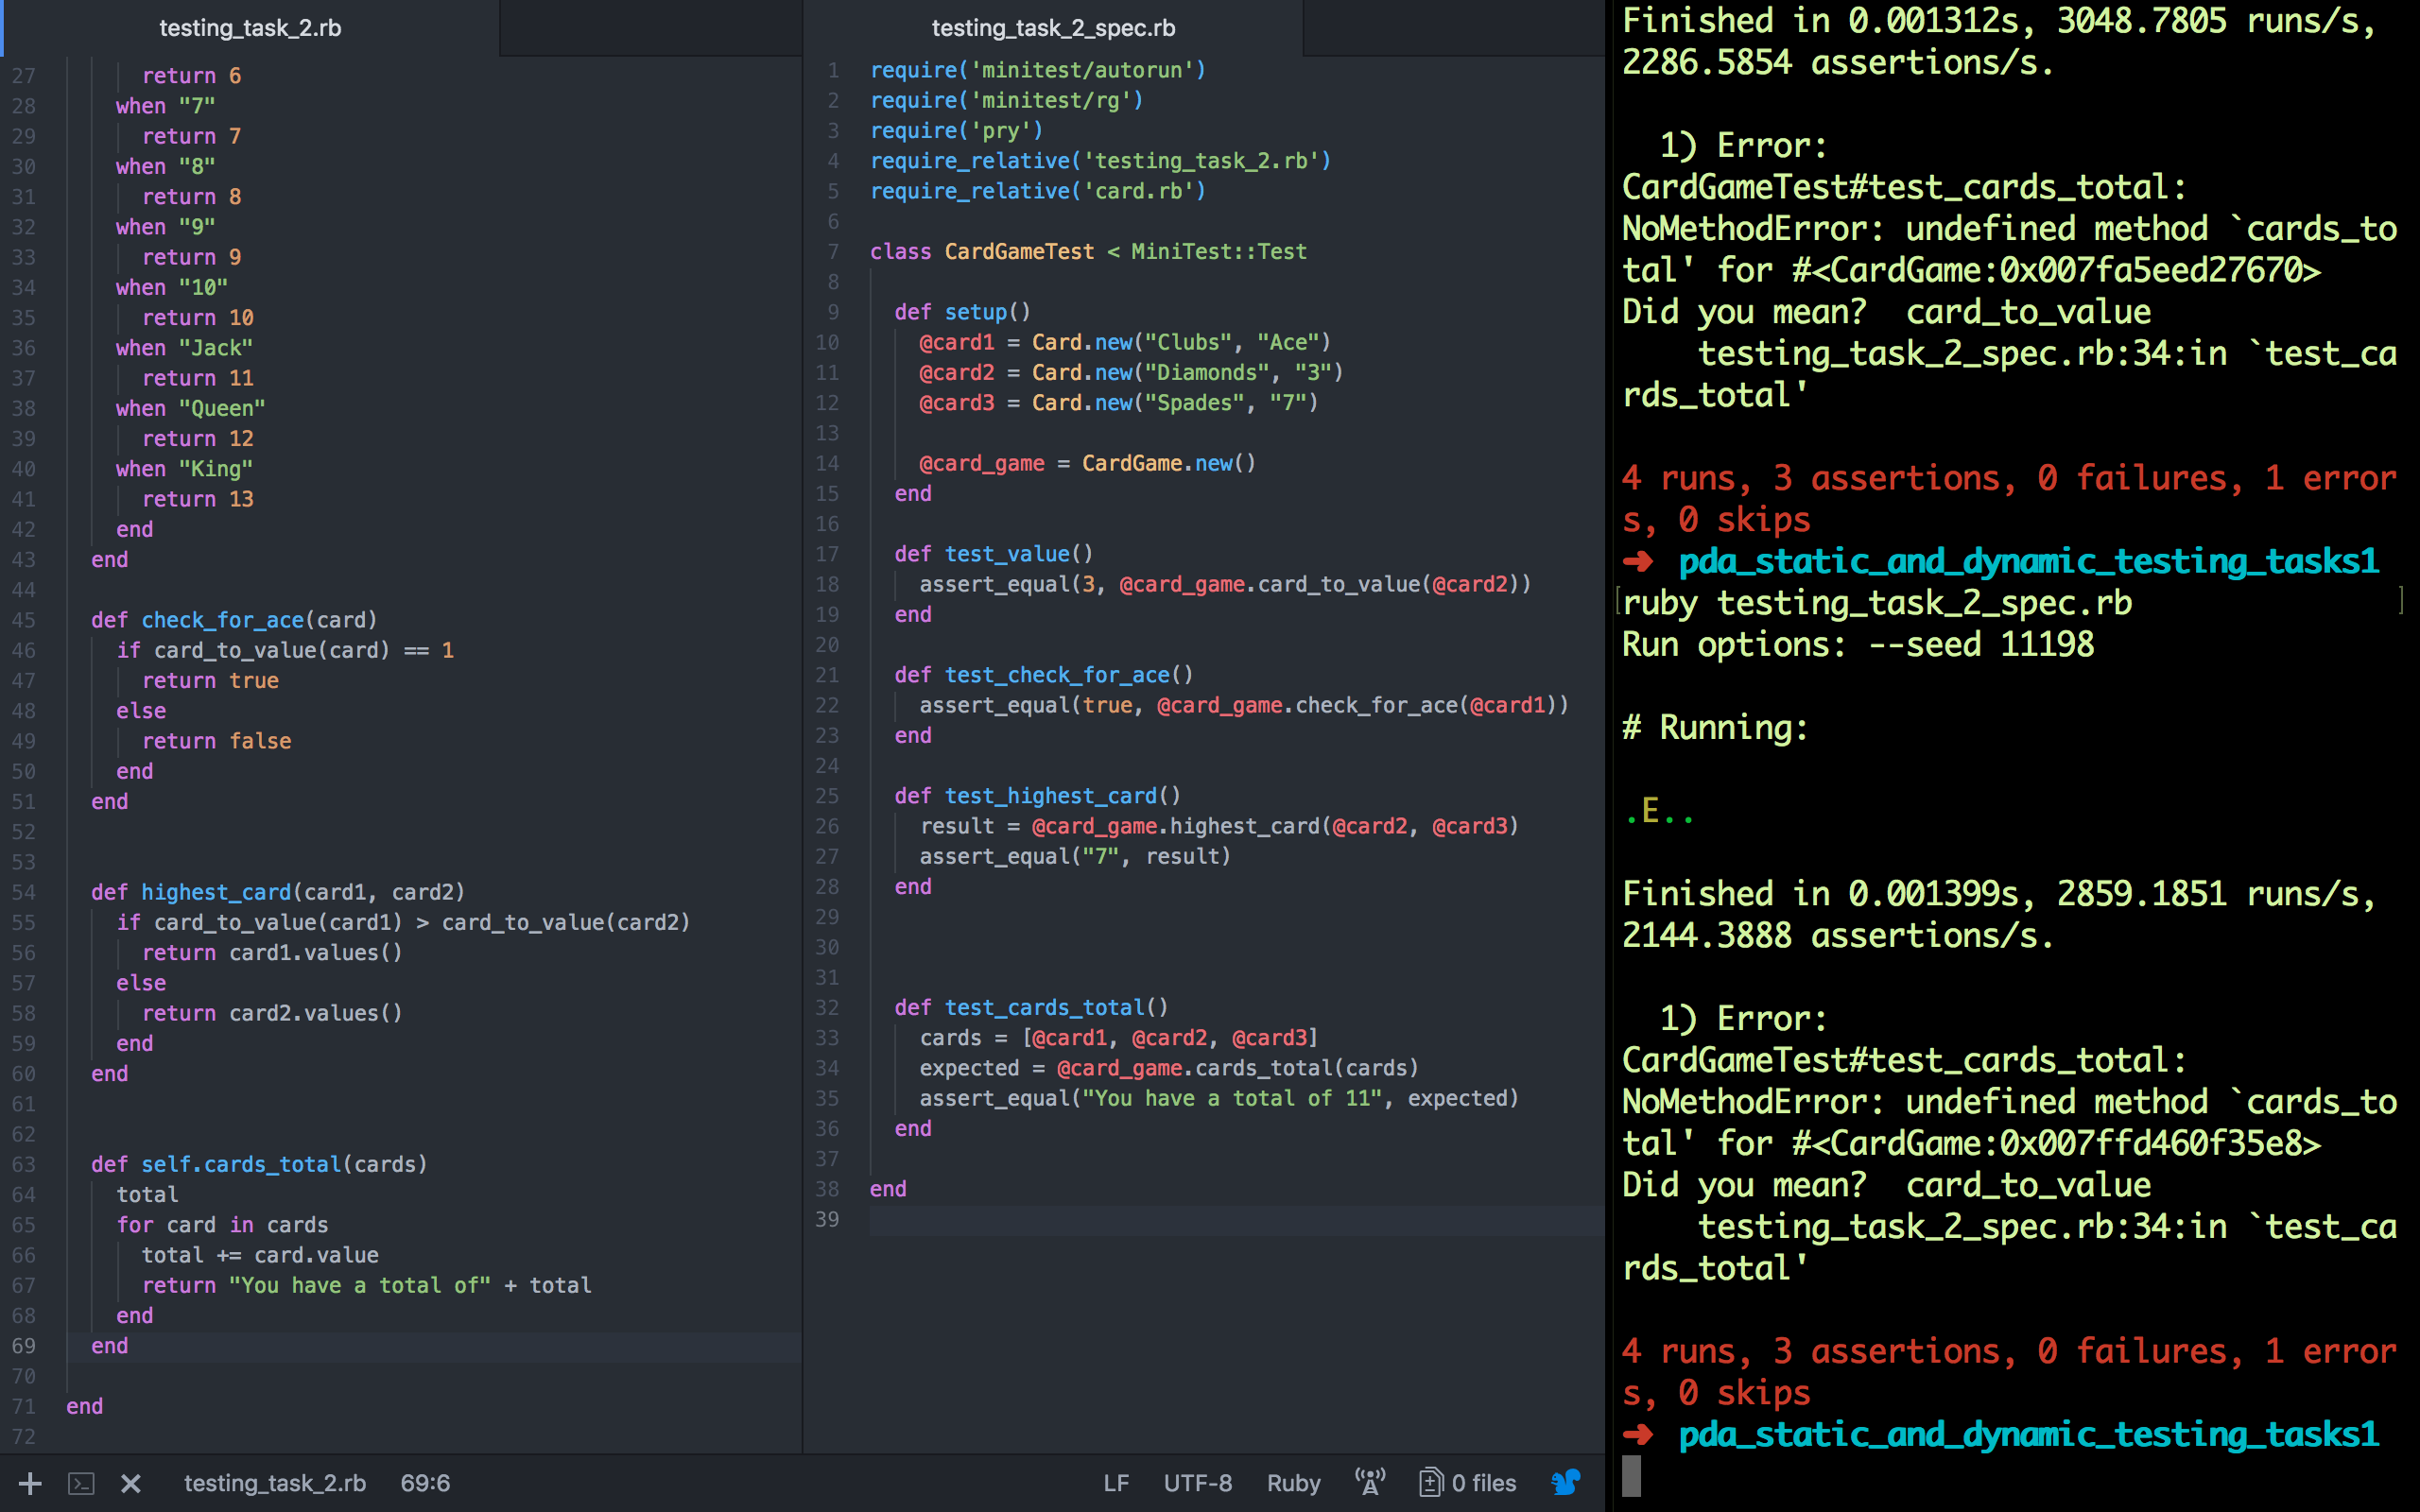 testing_task_2.rb
27 return 6
28 when "7"
29 return 7
30 when "8"
31 return 8
32 when "9"
33 return 9
34 when "10"
35 return 10
36 when "Jack"
37 return 11
38 when "Queen"
39 return 12
40 when "King"
41 return 13
42 end
43 end
44
45 def check_for_ace(card)
46 if card_to_value(card) == 1
47 return true
48 else
49 return false
50 end
51 end
52
53
54 def highest_card(card1, card2)
55 if card_to_value(card1) > card_to_value(card2)
56 return card1.values()
57 else
58 return card2.values()
59 end
60 end
61
62
63 def self.cards_total(cards)
64 total
65 for card in cards
66 total += card.value
67 return "You have a total of" + total
68 end
69 end
70
71 end
72
testing_task_2_spec.rb
1 require('minitest/autorun')
2 require('minitest/rg')
3 require('pry')
4 require_relative('testing_task_2.rb')
5 require_relative('card.rb')
6
7 class CardGameTest < MiniTest::Test
8
9 def setup()
10 @card1 = Card.new("Clubs", "Ace")
11 @card2 = Card.new("Diamonds", "3")
12 @card3 = Card.new("Spades", "7")
13
14 @card_game = CardGame.new()
15 end
16
17 def test_value()
18 assert_equal(3, @card_game.card_to_value(@card2))
19 end
20
21 def test_check_for_ace()
22 assert_equal(true, @card_game.check_for_ace(@card1))
23 end
24
25 def test_highest_card()
26 result = @card_game.highest_card(@card2, @card3)
27 assert_equal("7", result)
28 end
29
30
31
32 def test_cards_total()
33 cards = [@card1, @card2, @card3]
34 expected = @card_game.cards_total(cards)
35 assert_equal("You have a total of 11", expected)
36 end
37
38 end
39
Finished in 0.001312s, 3048.7805 runs/s,
2286.5854 assertions/s.
1) Error:
CardGameTest#test_cards_total:
NoMethodError: undefined method `cards_to
tal' for #<CardGame:0x007fa5eed27670>
Did you mean?  card_to_value
testing_task_2_spec.rb:34:in `test_ca
rds_total'
4 runs, 3 assertions, 0 failures, 1 error
s, 0 skips
➜ pda_static_and_dynamic_testing_tasks1
[ruby testing_task_2_spec.rb ]
Run options: --seed 11198
# Running:
.E..
Finished in 0.001399s, 2859.1851 runs/s,
2144.3888 assertions/s.
1) Error:
CardGameTest#test_cards_total:
NoMethodError: undefined method `cards_to
tal' for #<CardGame:0x007ffd460f35e8>
Did you mean?  card_to_value
testing_task_2_spec.rb:34:in `test_ca
rds_total'
4 runs, 3 assertions, 0 failures, 1 error
s, 0 skips
➜ pda_static_and_dynamic_testing_tasks1
testing_task_2.rb 69:6 LF UTF-8 Ruby 0 files